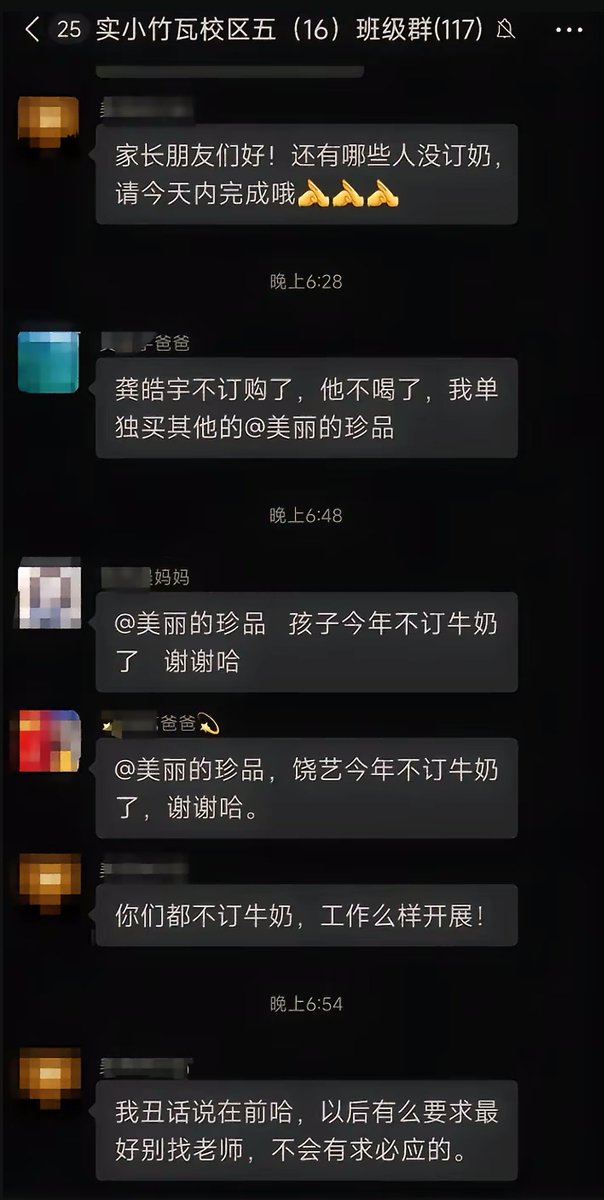 25 实小竹瓦校区五（16）班级群(117)
家长朋友们好！还有哪些人没订奶，
请今天内完成哦
晚上6:28
爸爸
龚皓宇不订购了，他不喝了，我单
独买其他的@美丽的珍品
晚上6:48
妈妈
@美丽的珍品 孩子今年不订牛奶
了 谢谢哈
爸爸
@美丽的珍品，饶艺今年不订牛奶
了，谢谢哈。
你们都不订牛奶，工作么样开展！
晚上6:54
我丑话说在前哈，以后有么要求最
好别找老师，不会有求必应的。